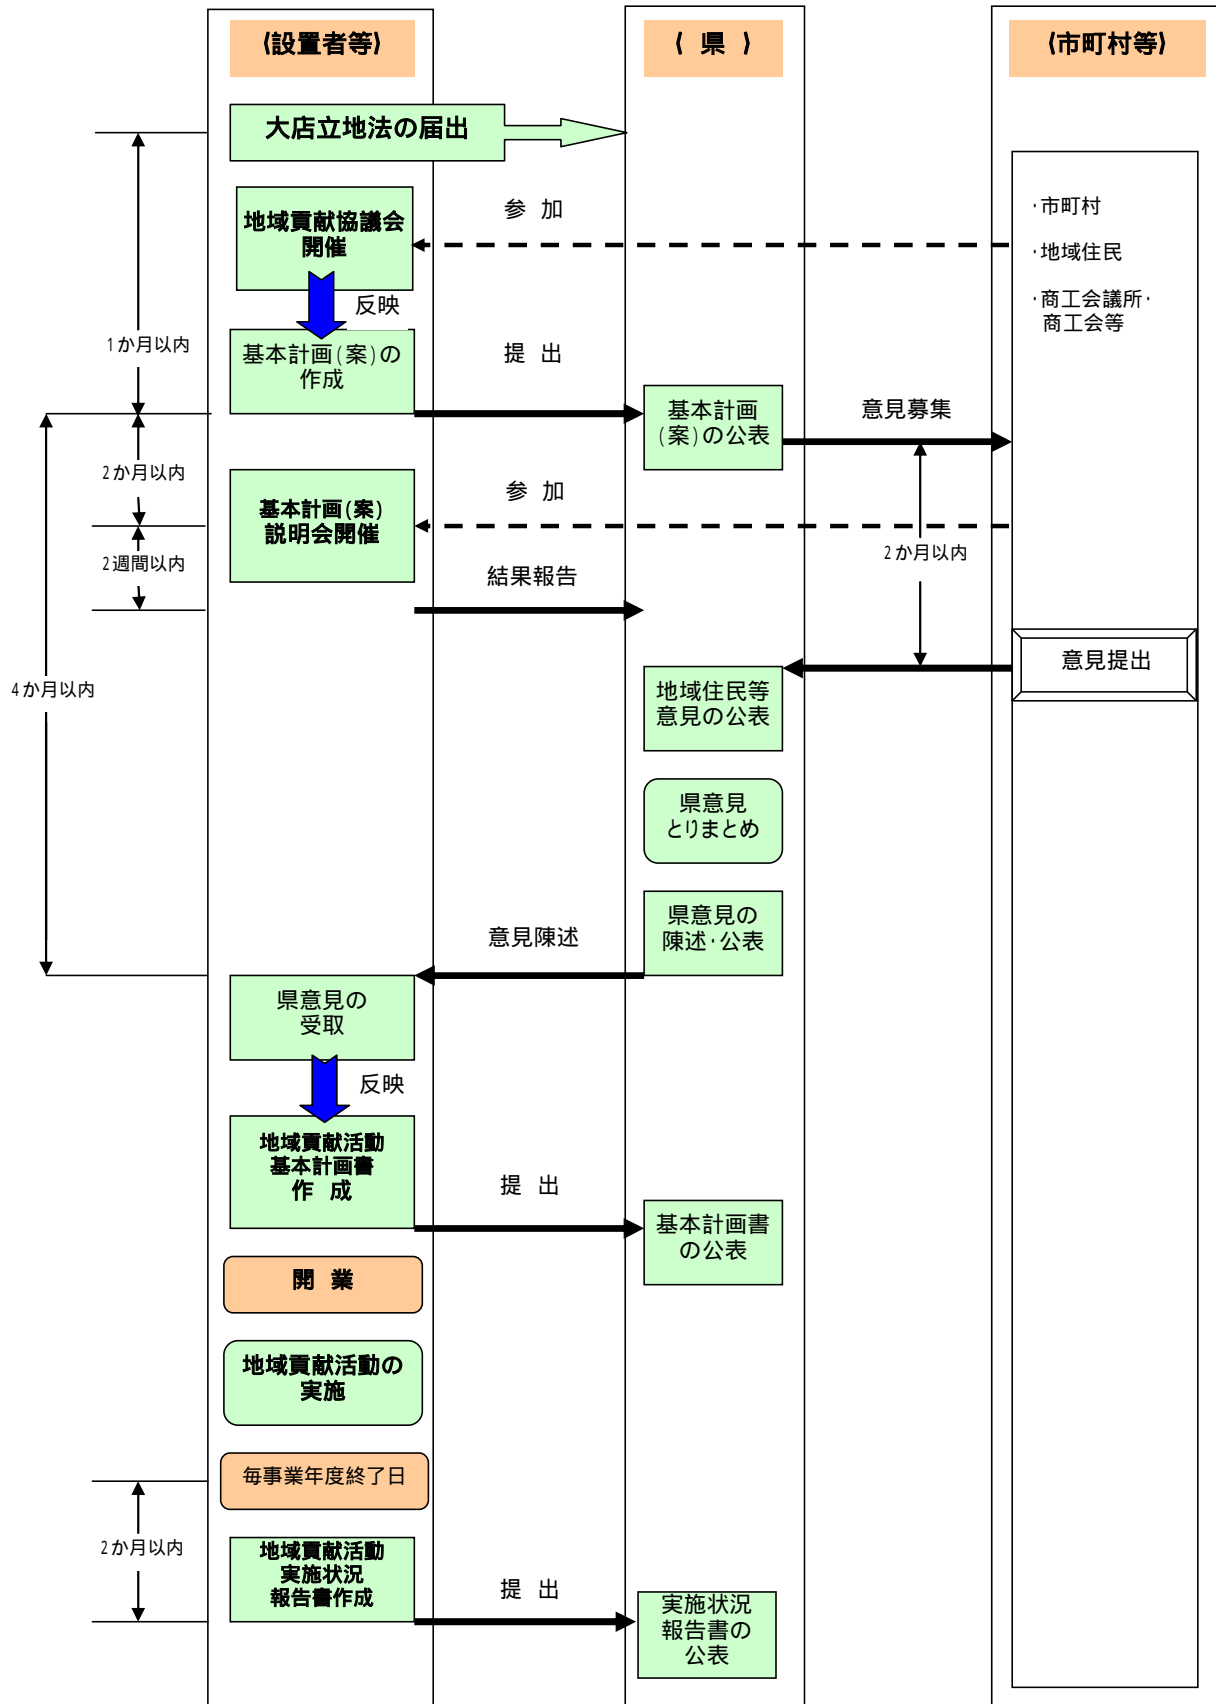 (設置者等)
( 県 )
(市町村等)
大店立地法の届出
・市町村
・地域住民
・商工会議所・
商工会等
地域貢献協議会
開催
参 加
反映
1か月以内
基本計画(案)の
作成
提 出
基本計画
(案)の公表
意見募集
2か月以内
基本計画(案)
説明会開催
参 加
2か月以内
2週間以内
結果報告
意見提出
4か月以内
地域住民等
意見の公表
県意見
とりまとめ
県意見の
陳述・公表
意見陳述
県意見の
受取
反映
地域貢献活動
基本計画書
作 成
提 出
基本計画書
の公表
開 業
地域貢献活動の
実施
毎事業年度終了日
2か月以内
地域貢献活動
実施状況
報告書作成
提 出
実施状況
報告書の
公表